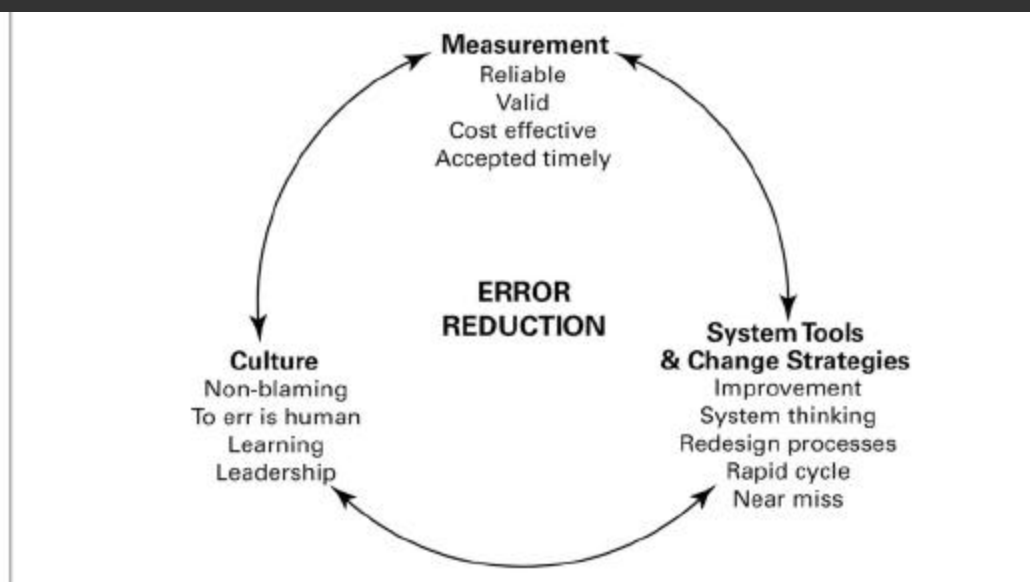 Measurement
Reliable
Valid
Cost effective
Accepted timely
ERROR
REDUCTION
Culture
Non-blaming
To err is human
Learning
Leadership
System Tools
& Change Strategies
Improvement
System thinking
Redesign processes
Rapid cycle
Near miss